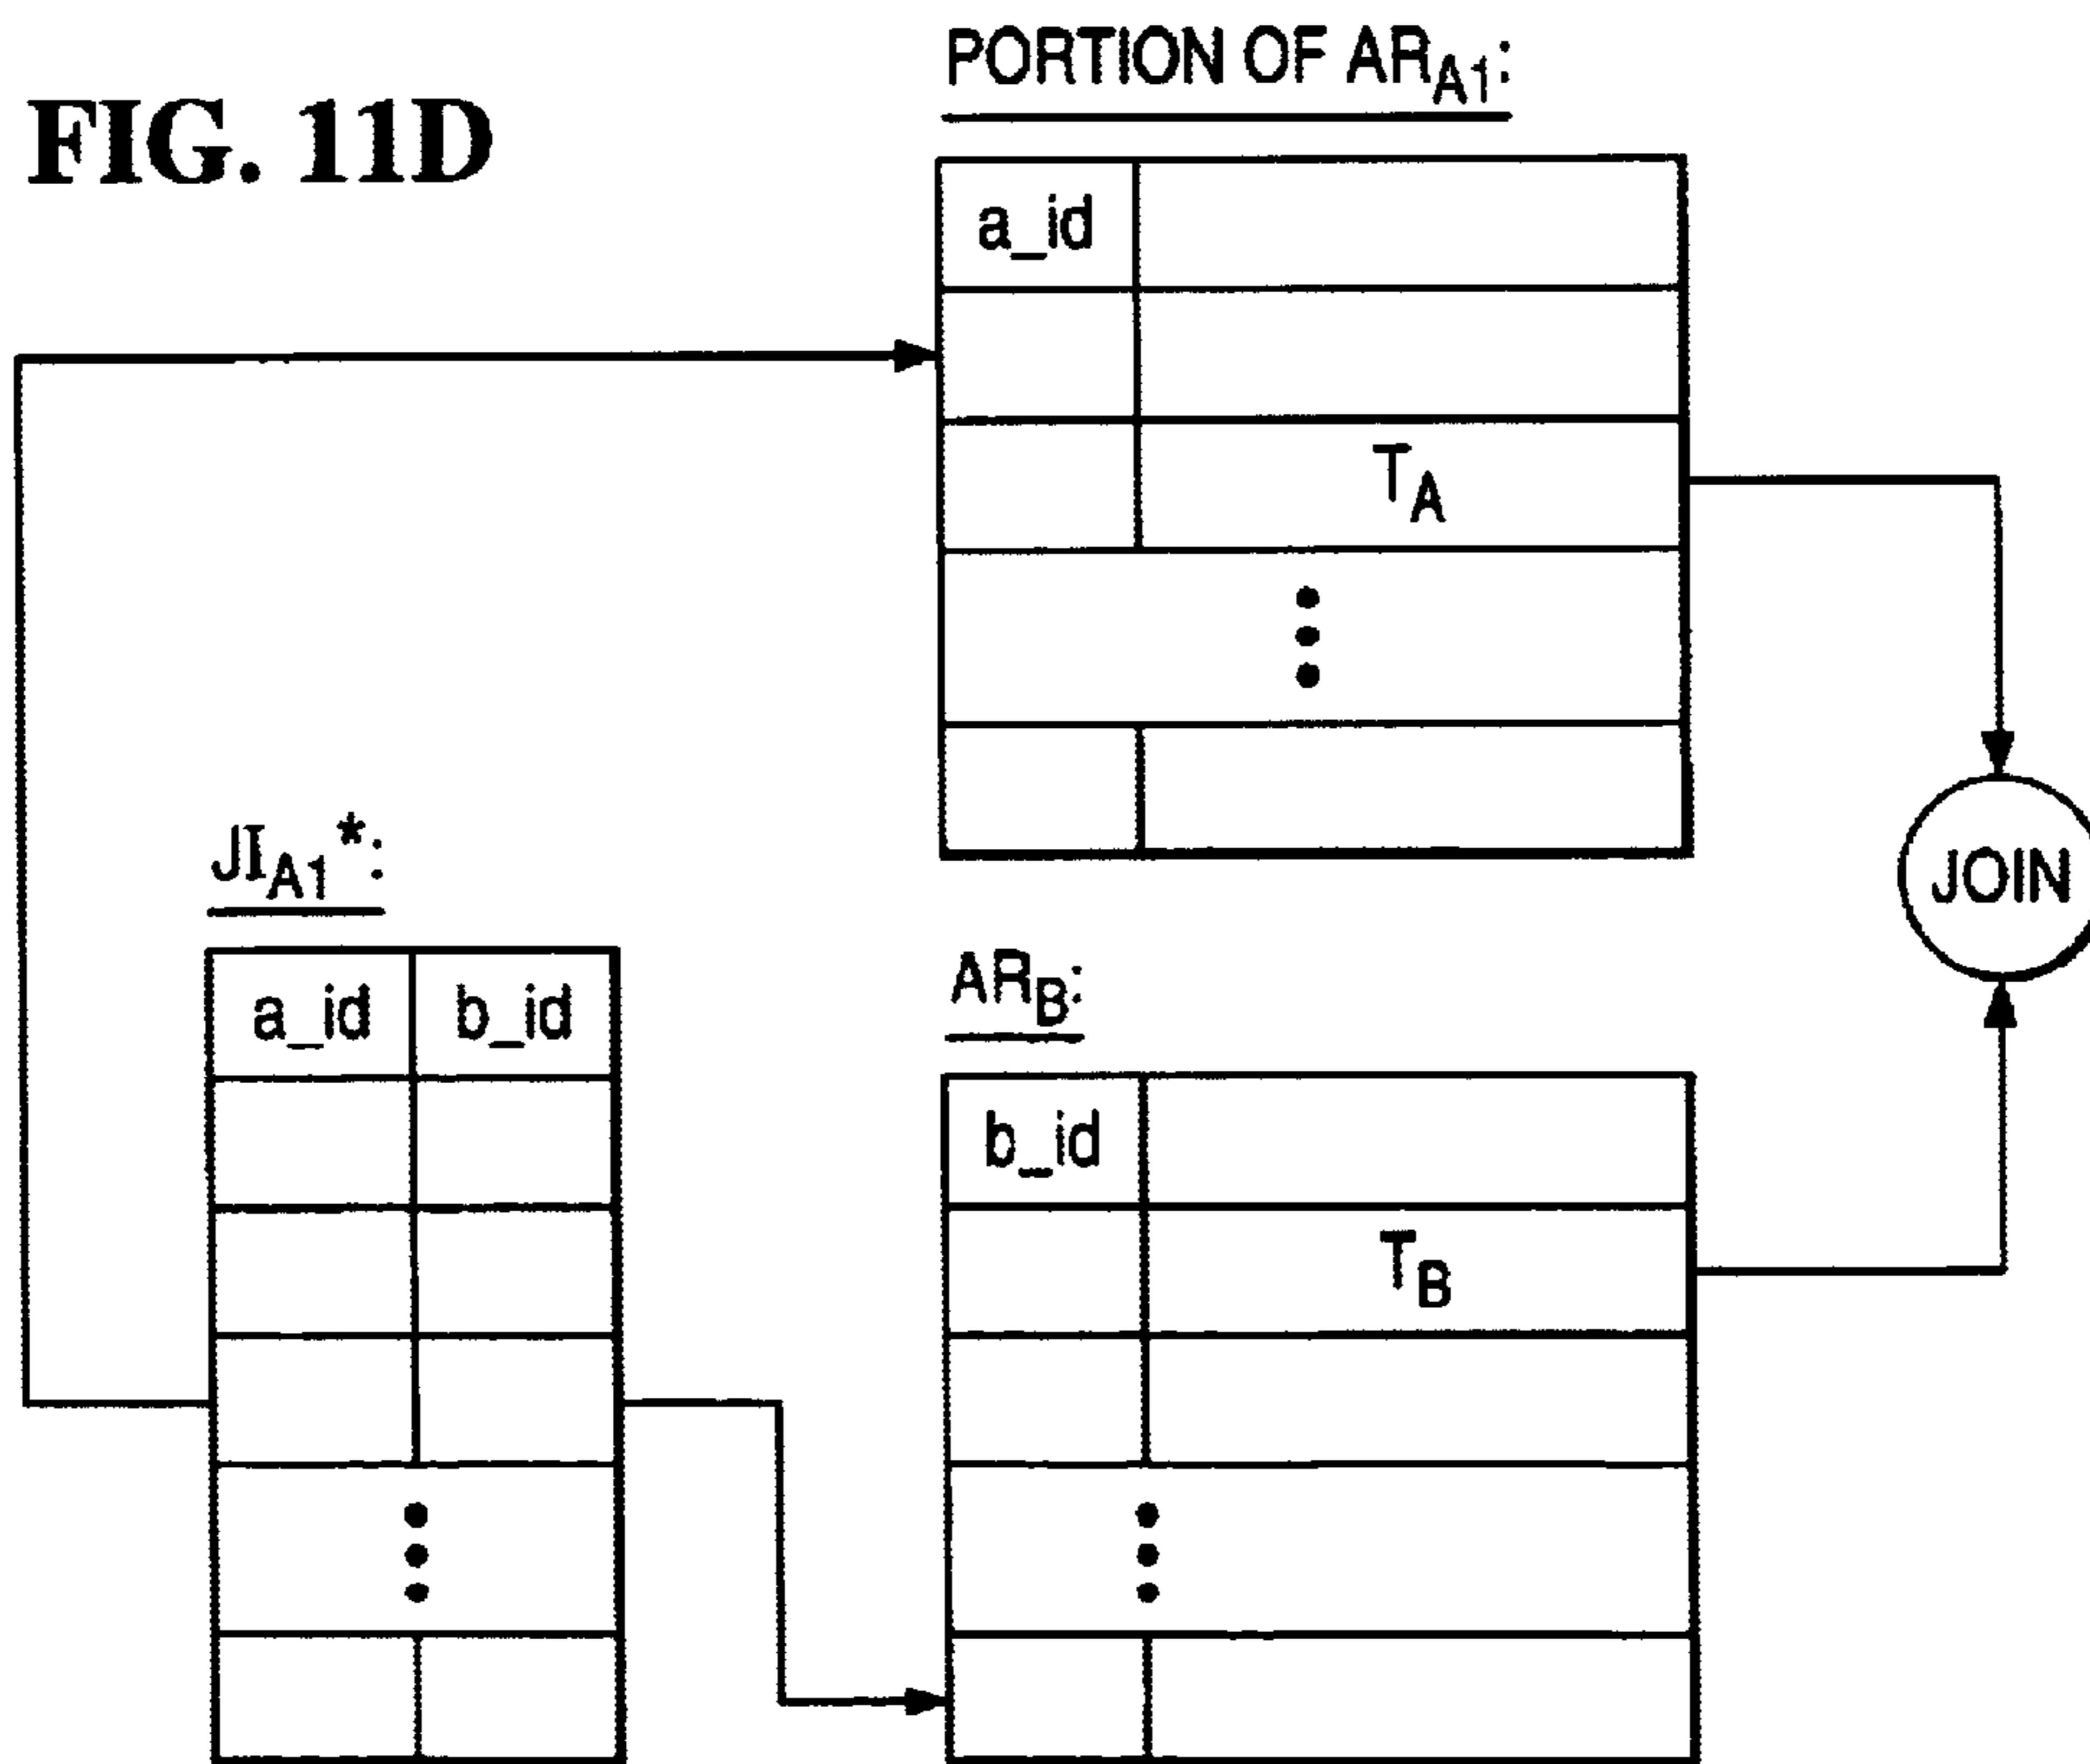 FIG. 11D
PORTION OF AR_A1:
a_id
T_A
JOIN
JI_A1*:
a_id b_id
AR_B:
b_id
T_B